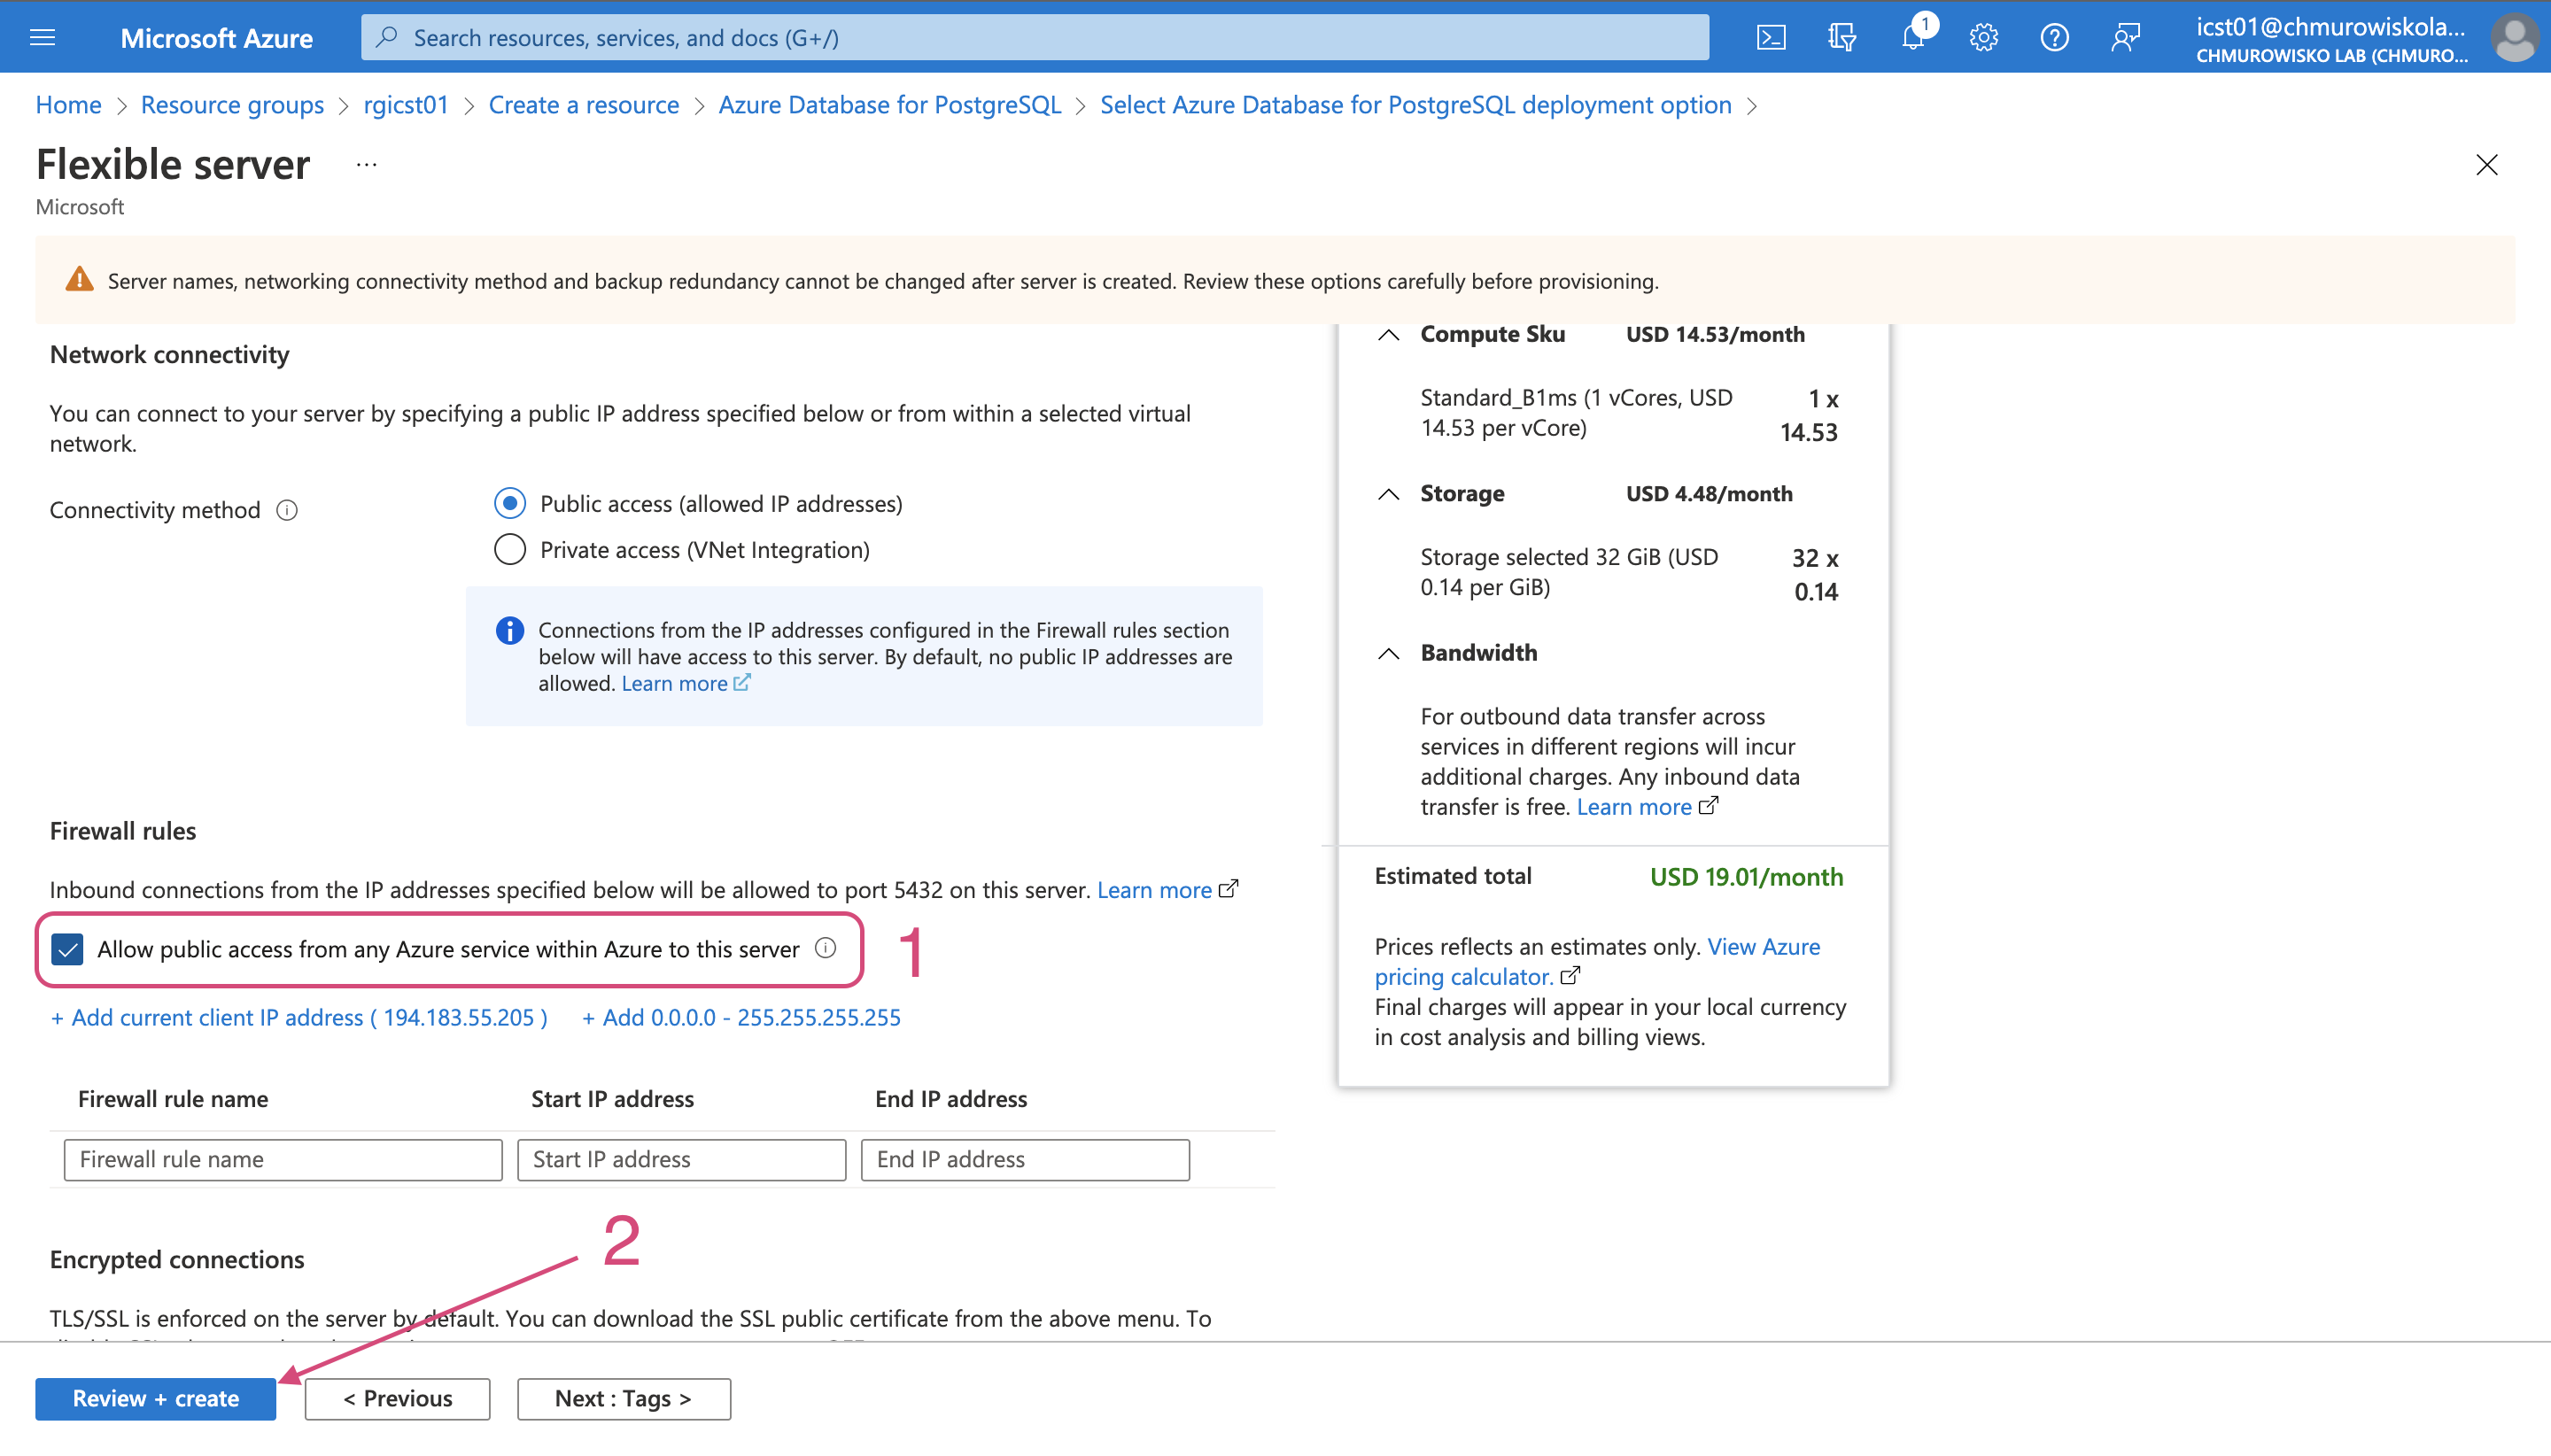 Microsoft Azure
Search resources, services, and docs (G+/)
1
icst01@chmurowiskola...
CHMUROWISKO LAB (CHMURO...
Home > Resource groups > rgicst01 > Create a resource > Azure Database for PostgreSQL > Select Azure Database for PostgreSQL deployment option >
Flexible server ...
Microsoft
Server names, networking connectivity method and backup redundancy cannot be changed after server is created. Review these options carefully before provisioning.
Network connectivity
You can connect to your server by specifying a public IP address specified below or from within a selected virtual
network.
Connectivity method
Public access (allowed IP addresses)
Private access (VNet Integration)
Connections from the IP addresses configured in the Firewall rules section
below will have access to this server. By default, no public IP addresses are
allowed. Learn more
Firewall rules
Inbound connections from the IP addresses specified below will be allowed to port 5432 on this server. Learn more
Allow public access from any Azure service within Azure to this server
1
+ Add current client IP address ( 194.183.55.205 ) + Add 0.0.0.0 - 255.255.255.255
Firewall rule name Start IP address End IP address
Firewall rule name Start IP address End IP address
2
Encrypted connections
TLS/SSL is enforced on the server by default. You can download the SSL public certificate from the above menu. To
Review + create
< Previous
Next : Tags >
Compute Sku USD 14.53/month
Standard_B1ms (1 vCores, USD 1 x
14.53 per vCore) 14.53
Storage USD 4.48/month
Storage selected 32 GiB (USD 32 x
0.14 per GiB) 0.14
Bandwidth
For outbound data transfer across
services in different regions will incur
additional charges. Any inbound data
transfer is free. Learn more
Estimated total USD 19.01/month
Prices reflects an estimates only. View Azure
pricing calculator.
Final charges will appear in your local currency
in cost analysis and billing views.